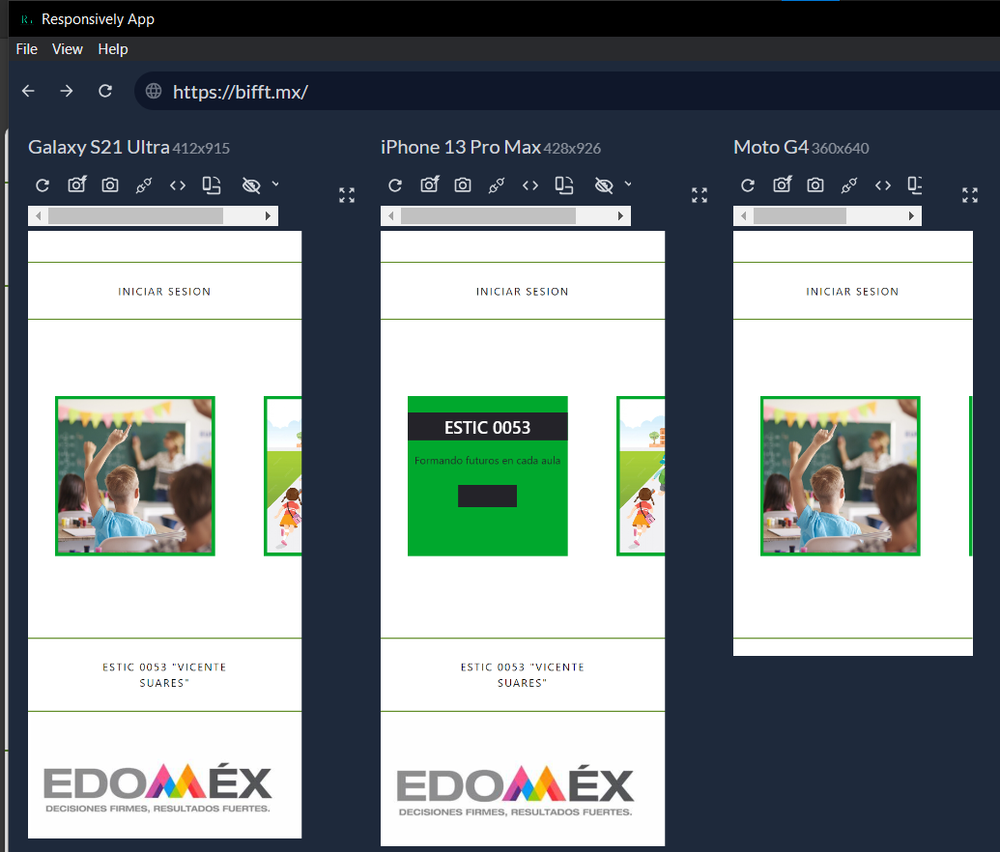 Responsively App
File View Help
https://bifft.mx/
Galaxy S21 Ultra 412x915
INICIAR SESION
ESTIC 0053 "VICENTE
SUARES"
EDOMÉX
DECISIONES FIRMES, RESULTADOS FUERTES.
iPhone 13 Pro Max 428x926
INICIAR SESION
ESTIC 0053
Formando futuros en cada aula
ESTIC 0053 "VICENTE
SUARES"
EDOMÉX
DECISIONES FIRMES, RESULTADOS FUERTES.
Moto G4 360x640
INICIAR SESION